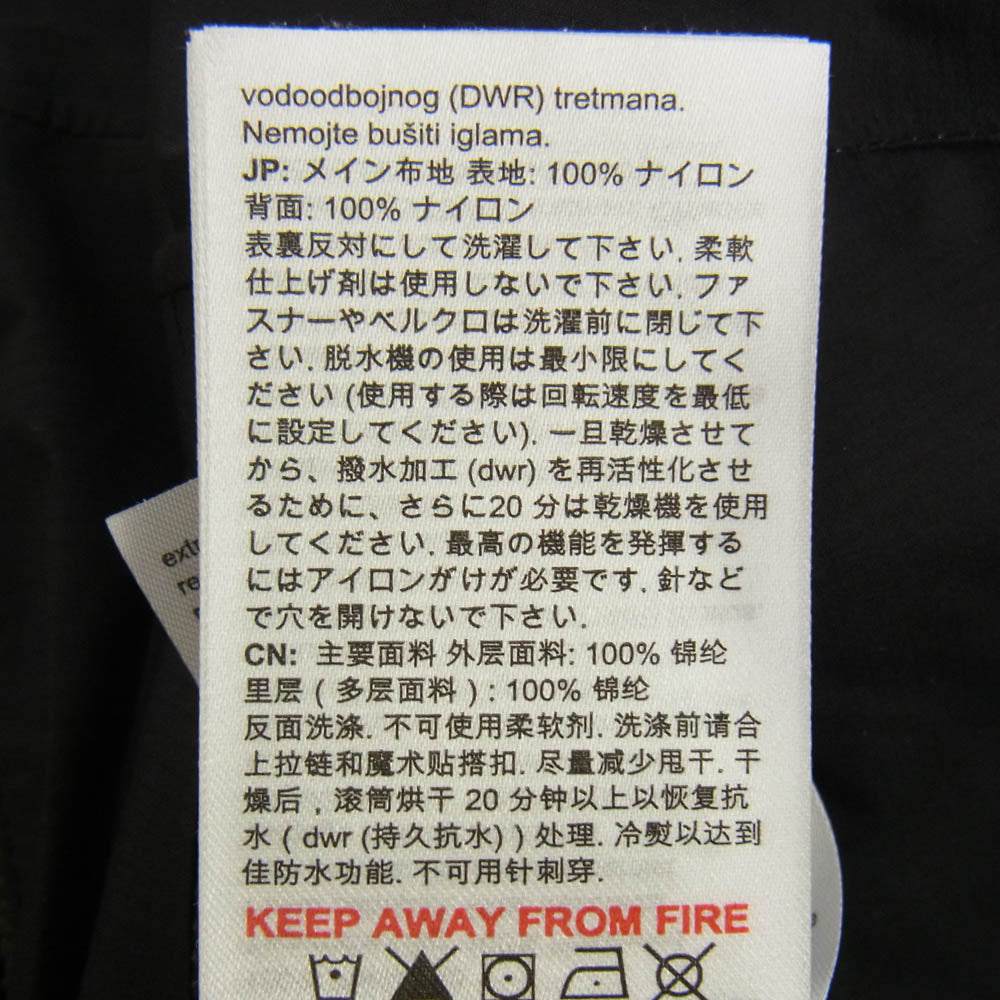 vodoodbojnog (DWR) tretmana.
Nemojte bušiti iglama.
JP: メイン布地 表地: 100% ナイロン
背面: 100% ナイロン
表裏反対にして洗濯して下さい. 柔軟
仕上げ剤は使用しないで下さい. ファ
スナーやベルクロは洗濯前に閉じて下
さい. 脱水機の使用は最小限にしてく
ださい (使用する際は回転速度を最低
に設定してください). 一旦乾燥させて
から、撥水加工 (dwr) を再活性化させ
るために、さらに20 分は乾燥機を使用
してください. 最高の機能を発揮する
にはアイロンがけが必要です. 針など
で穴を開けないで下さい.
CN: 主要面料 外层面料: 100% 锦纶
里层 ( 多层面料 ) : 100% 锦纶
反面洗涤. 不可使用柔软剂. 洗涤前请合
上拉链和魔术贴搭扣. 尽量减少甩干. 干
燥后 , 滚筒烘干 20 分钟以上以恢复抗
水 ( dwr (持久抗水) ) 处理. 冷熨以达到
佳防水功能. 不可用针刺穿.
KEEP AWAY FROM FIRE
extr
re